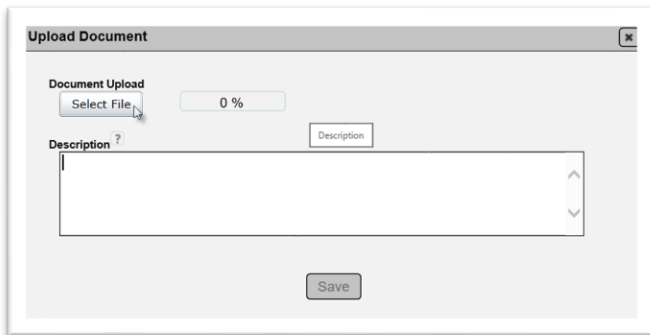 Upload Document
Document Upload
Select File
0 %
Description ?
Description
Save